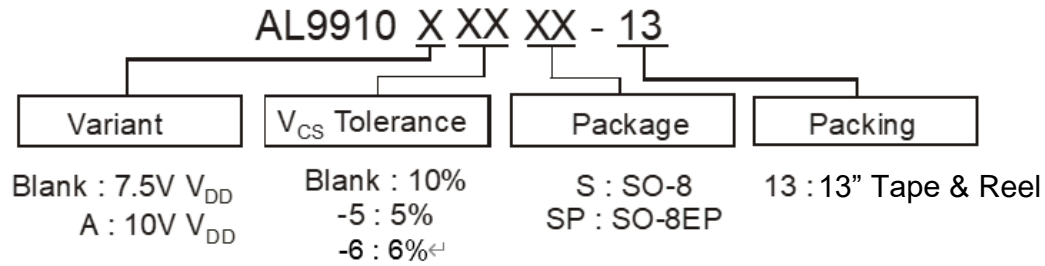 AL9910 X XX XX - 13
Variant
V_CS Tolerance
Package
Packing
Blank : 7.5V V_DD
A : 10V V_DD
Blank : 10%
-5 : 5%
-6 : 6%↵
S : SO-8
SP : SO-8EP
13 : 13” Tape & Reel